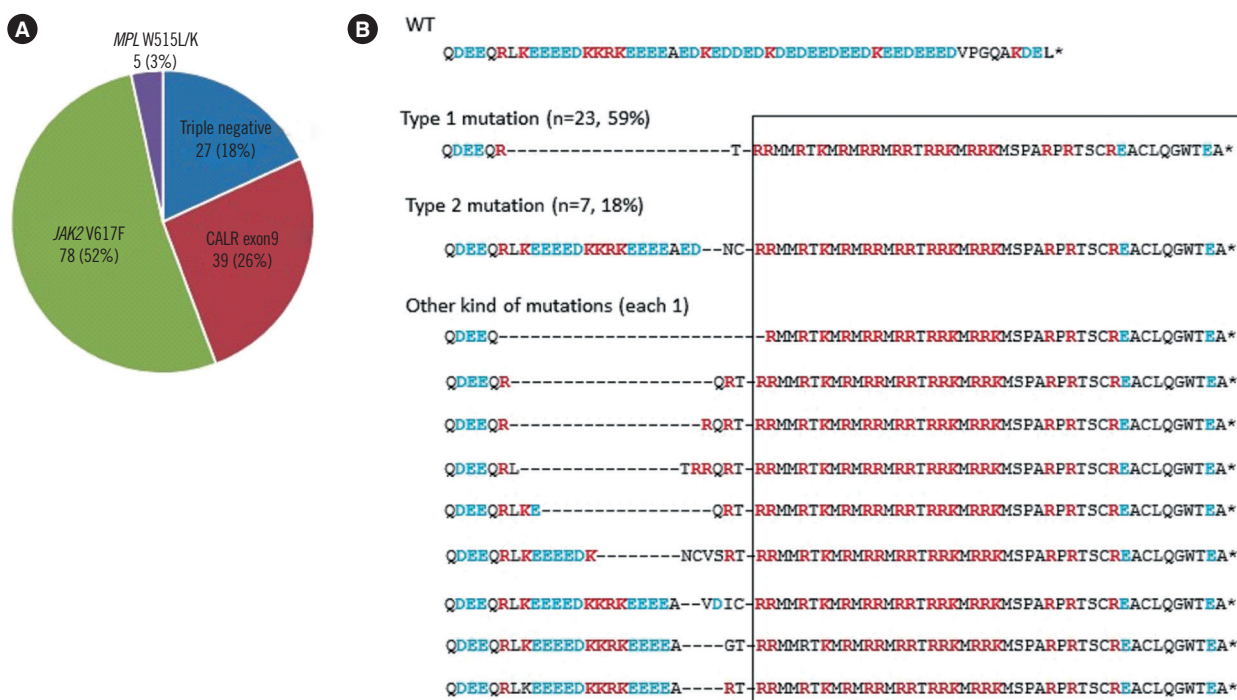 A
MPL W515L/K
5 (3%)
Triple negative
27 (18%)
JAK2 V617F
78 (52%)
CALR exon9
39 (26%)
B
WT
QDEEQRLKEEEEDKKRKEEEEAEDKEDDEDKDEDEEDEEDKEEDEEEDVPGQAKDEL*
Type 1 mutation (n=23, 59%)
QDEEQR---------------------T-RRMMRTKMRMRRMRRTRRKMRRKMSPARPRTSCREACLQGWTEA*
Type 2 mutation (n=7, 18%)
QDEEQRLKEEEEDKKRKEEEEAED--NC-RRMMRTKMRMRRMRRTRRKMRRKMSPARPRTSCREACLQGWTEA*
Other kind of mutations (each 1)
QDEEQ-------------------------RMMRTKMRMRRMRRTRRKMRRKMSPARPRTSCREACLQGWTEA*
QDEEQR-------------------QRT-RRMMRTKMRMRRMRRTRRKMRRKMSPARPRTSCREACLQGWTEA*
QDEEQR------------------RQRT-RRMMRTKMRMRRMRRTRRKMRRKMSPARPRTSCREACLQGWTEA*
QDEEQRL---------------TRRQRT-RRMMRTKMRMRRMRRTRRKMRRKMSPARPRTSCREACLQGWTEA*
QDEEQRLKE----------------QRT-RRMMRTKMRMRRMRRTRRKMRRKMSPARPRTSCREACLQGWTEA*
QDEEQRLKEEEEDK--------NCVSRT-RRMMRTKMRMRRMRRTRRKMRRKMSPARPRTSCREACLQGWTEA*
QDEEQRLKEEEEDKKRKEEEEA--VDIC-RRMMRTKMRMRRMRRTRRKMRRKMSPARPRTSCREACLQGWTEA*
QDEEQRLKEEEEDKKRKEEEEA----GT-RRMMRTKMRMRRMRRTRRKMRRKMSPARPRTSCREACLQGWTEA*
QDEEQRLKEEEEDKKRKEEEEA----RT-RRMMRTKMRMRRMRRTRRKMRRKMSPARPRTSCREACLQGWTEA*